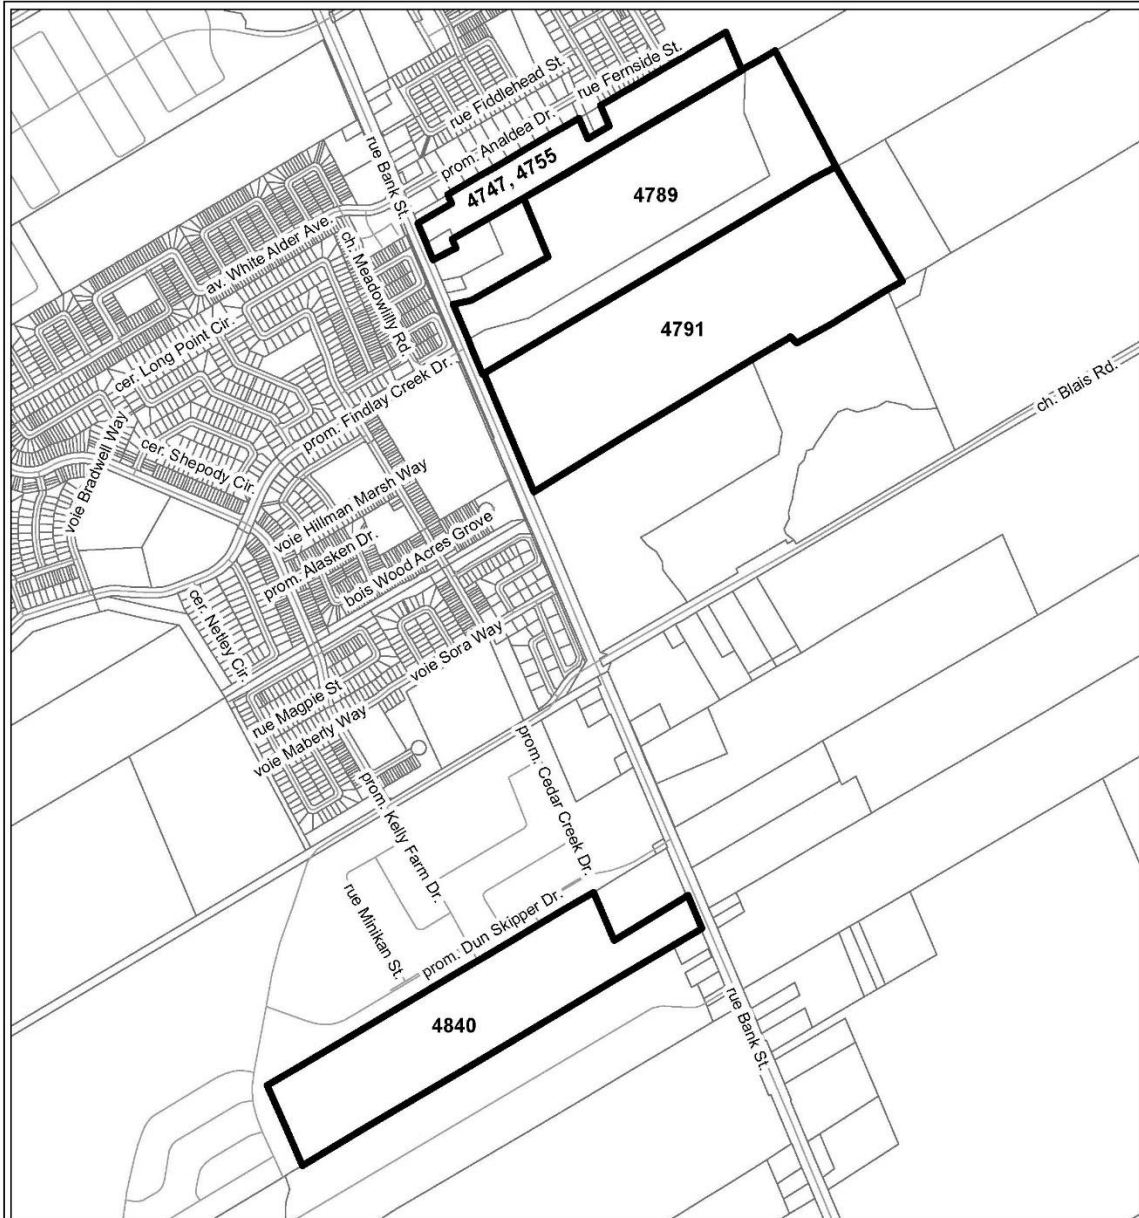 rue Fiddlehead St.
rue Fernside St.
prom. Analdea Dr.
rue Bank St.
4747, 4755
4789
av. White Alder Ave.
ch. Meadowlilly Rd.
4791
cer. Long Point Cir.
prom. Findlay Creek Dr.
ch. Blais Rd.
voie Bradwell Way
cer. Shepody Cir.
voie Hillman Marsh Way
prom. Alasken Dr.
bois Wood Acres Grove
cer. Netley Cir.
voie Sora Way
rue Magpie St
voie Maberly Way
prom. Cedar Creek Dr.
prom. Kelly Farm Dr.
rue Minikan St.
prom. Dun Skipper Dr.
4840
rue Bank St.